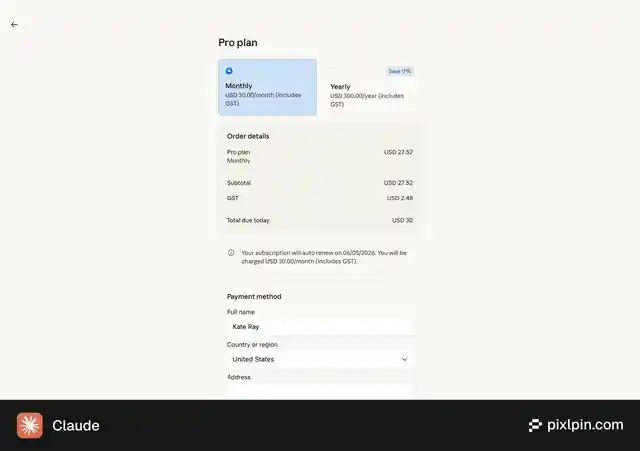 Pro plan
Save 17%
Monthly
USD 30.00/month (includes
GST)
Yearly
USD 300.00/year (includes
GST)
Order details
Pro plan
USD 27.52
Monthly
Subtotal
USD 27.52
GST
USD 2.48
Total due today
USD 30
Your subscription will auto renew on 06/05/2026. You will be
charged USD 30.00/month (includes GST).
Payment method
Full name
Kate Ray
Country or region
United States
Address
Claude
pixlpin.com